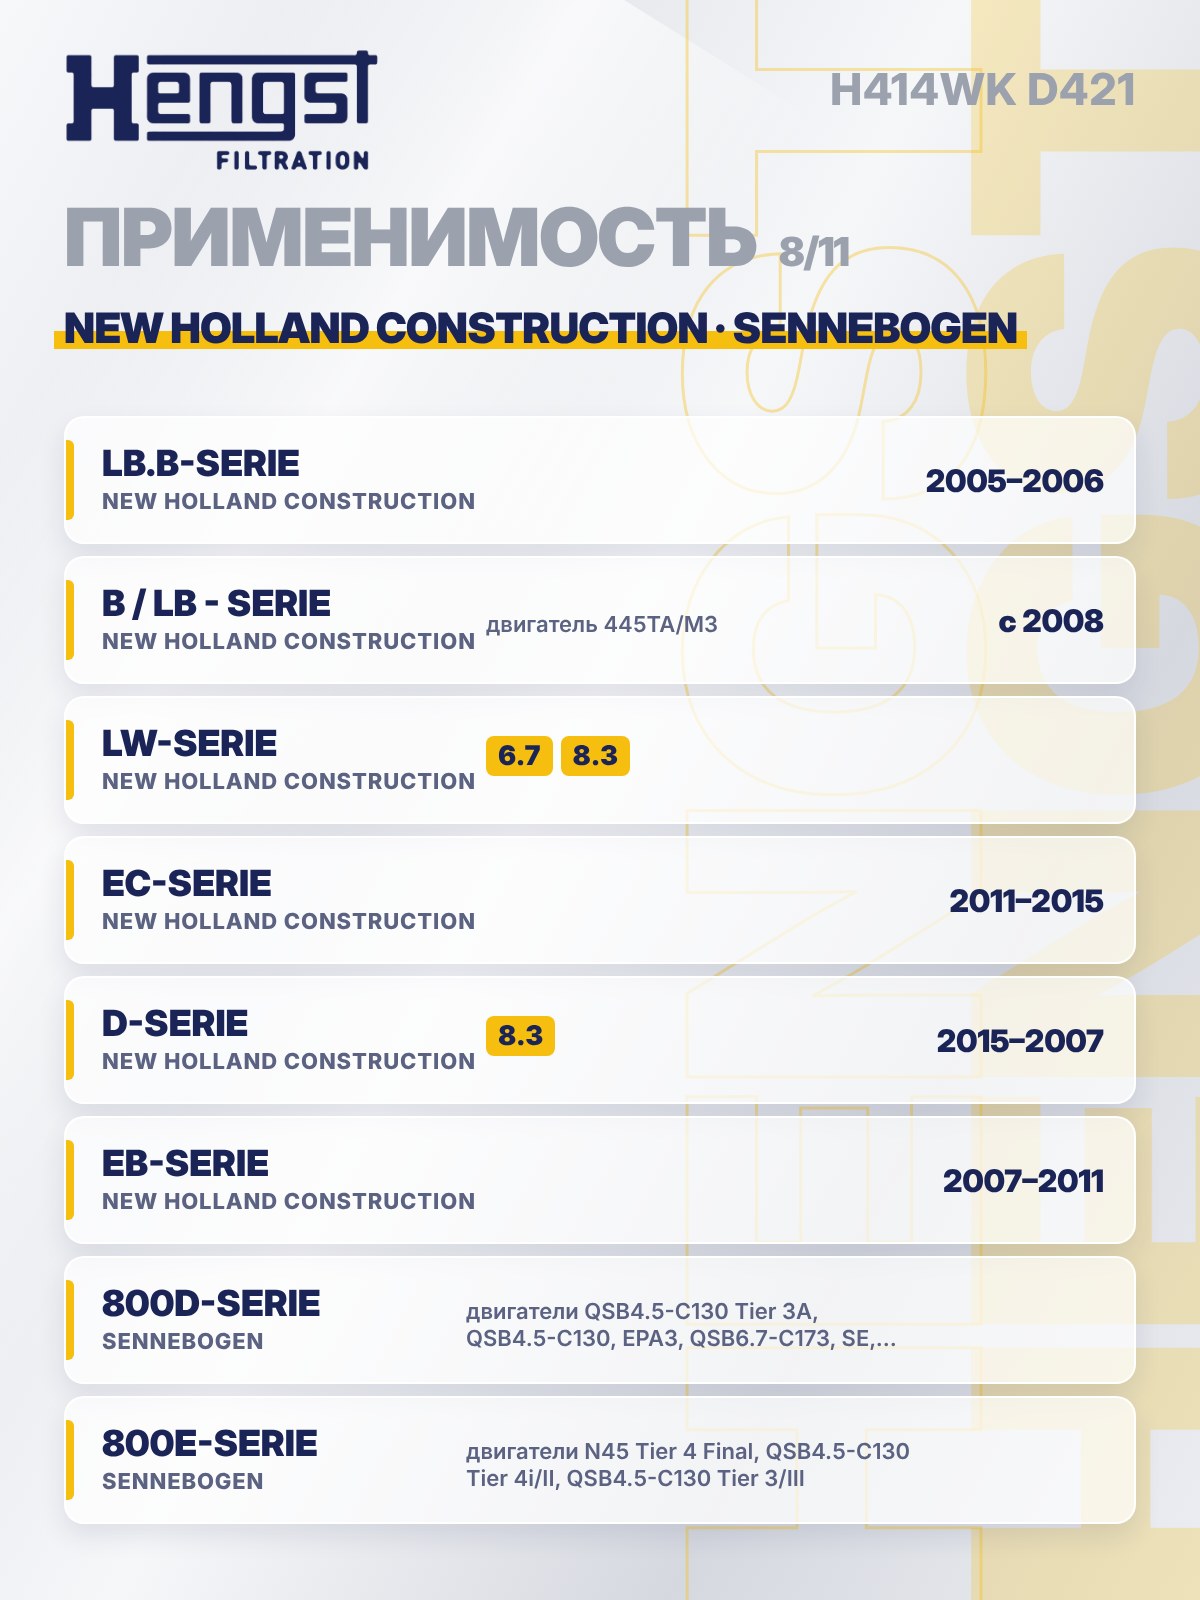 Hengst
FILTRATION
H414WK D421
ПРИМЕНИМОСТЬ 8/11
NEW HOLLAND CONSTRUCTION · SENNEBOGEN
LB.B-SERIE
NEW HOLLAND CONSTRUCTION
2005–2006
B / LB - SERIE
NEW HOLLAND CONSTRUCTION
двигатель 445TA/M3
с 2008
LW-SERIE
NEW HOLLAND CONSTRUCTION
6.7 8.3
EC-SERIE
NEW HOLLAND CONSTRUCTION
2011–2015
D-SERIE
NEW HOLLAND CONSTRUCTION
8.3
2015–2007
EB-SERIE
NEW HOLLAND CONSTRUCTION
2007–2011
800D-SERIE
SENNEBOGEN
двигатели QSB4.5-C130 Tier 3A,
QSB4.5-C130, EPA3, QSB6.7-C173, SE,...
800E-SERIE
SENNEBOGEN
двигатели N45 Tier 4 Final, QSB4.5-C130
Tier 4i/II, QSB4.5-C130 Tier 3/III
HENGST
HENGST